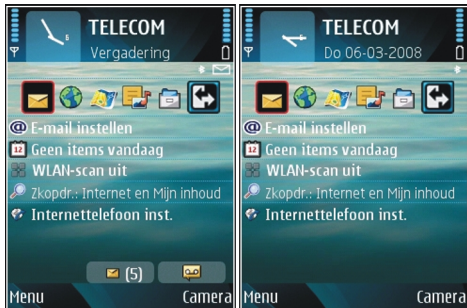 TELECOM
Vergadering
@ E-mail instellen
12 Geen items vandaag
WLAN-scan uit
Zkopdr.: Internet en Mijn inhoud
Internettelefoon inst.
(5)
Menu Camera
TELECOM
Do 06-03-2008
@ E-mail instellen
12 Geen items vandaag
WLAN-scan uit
Zkopdr.: Internet en Mijn inhoud
Internettelefoon inst.
Menu Camera